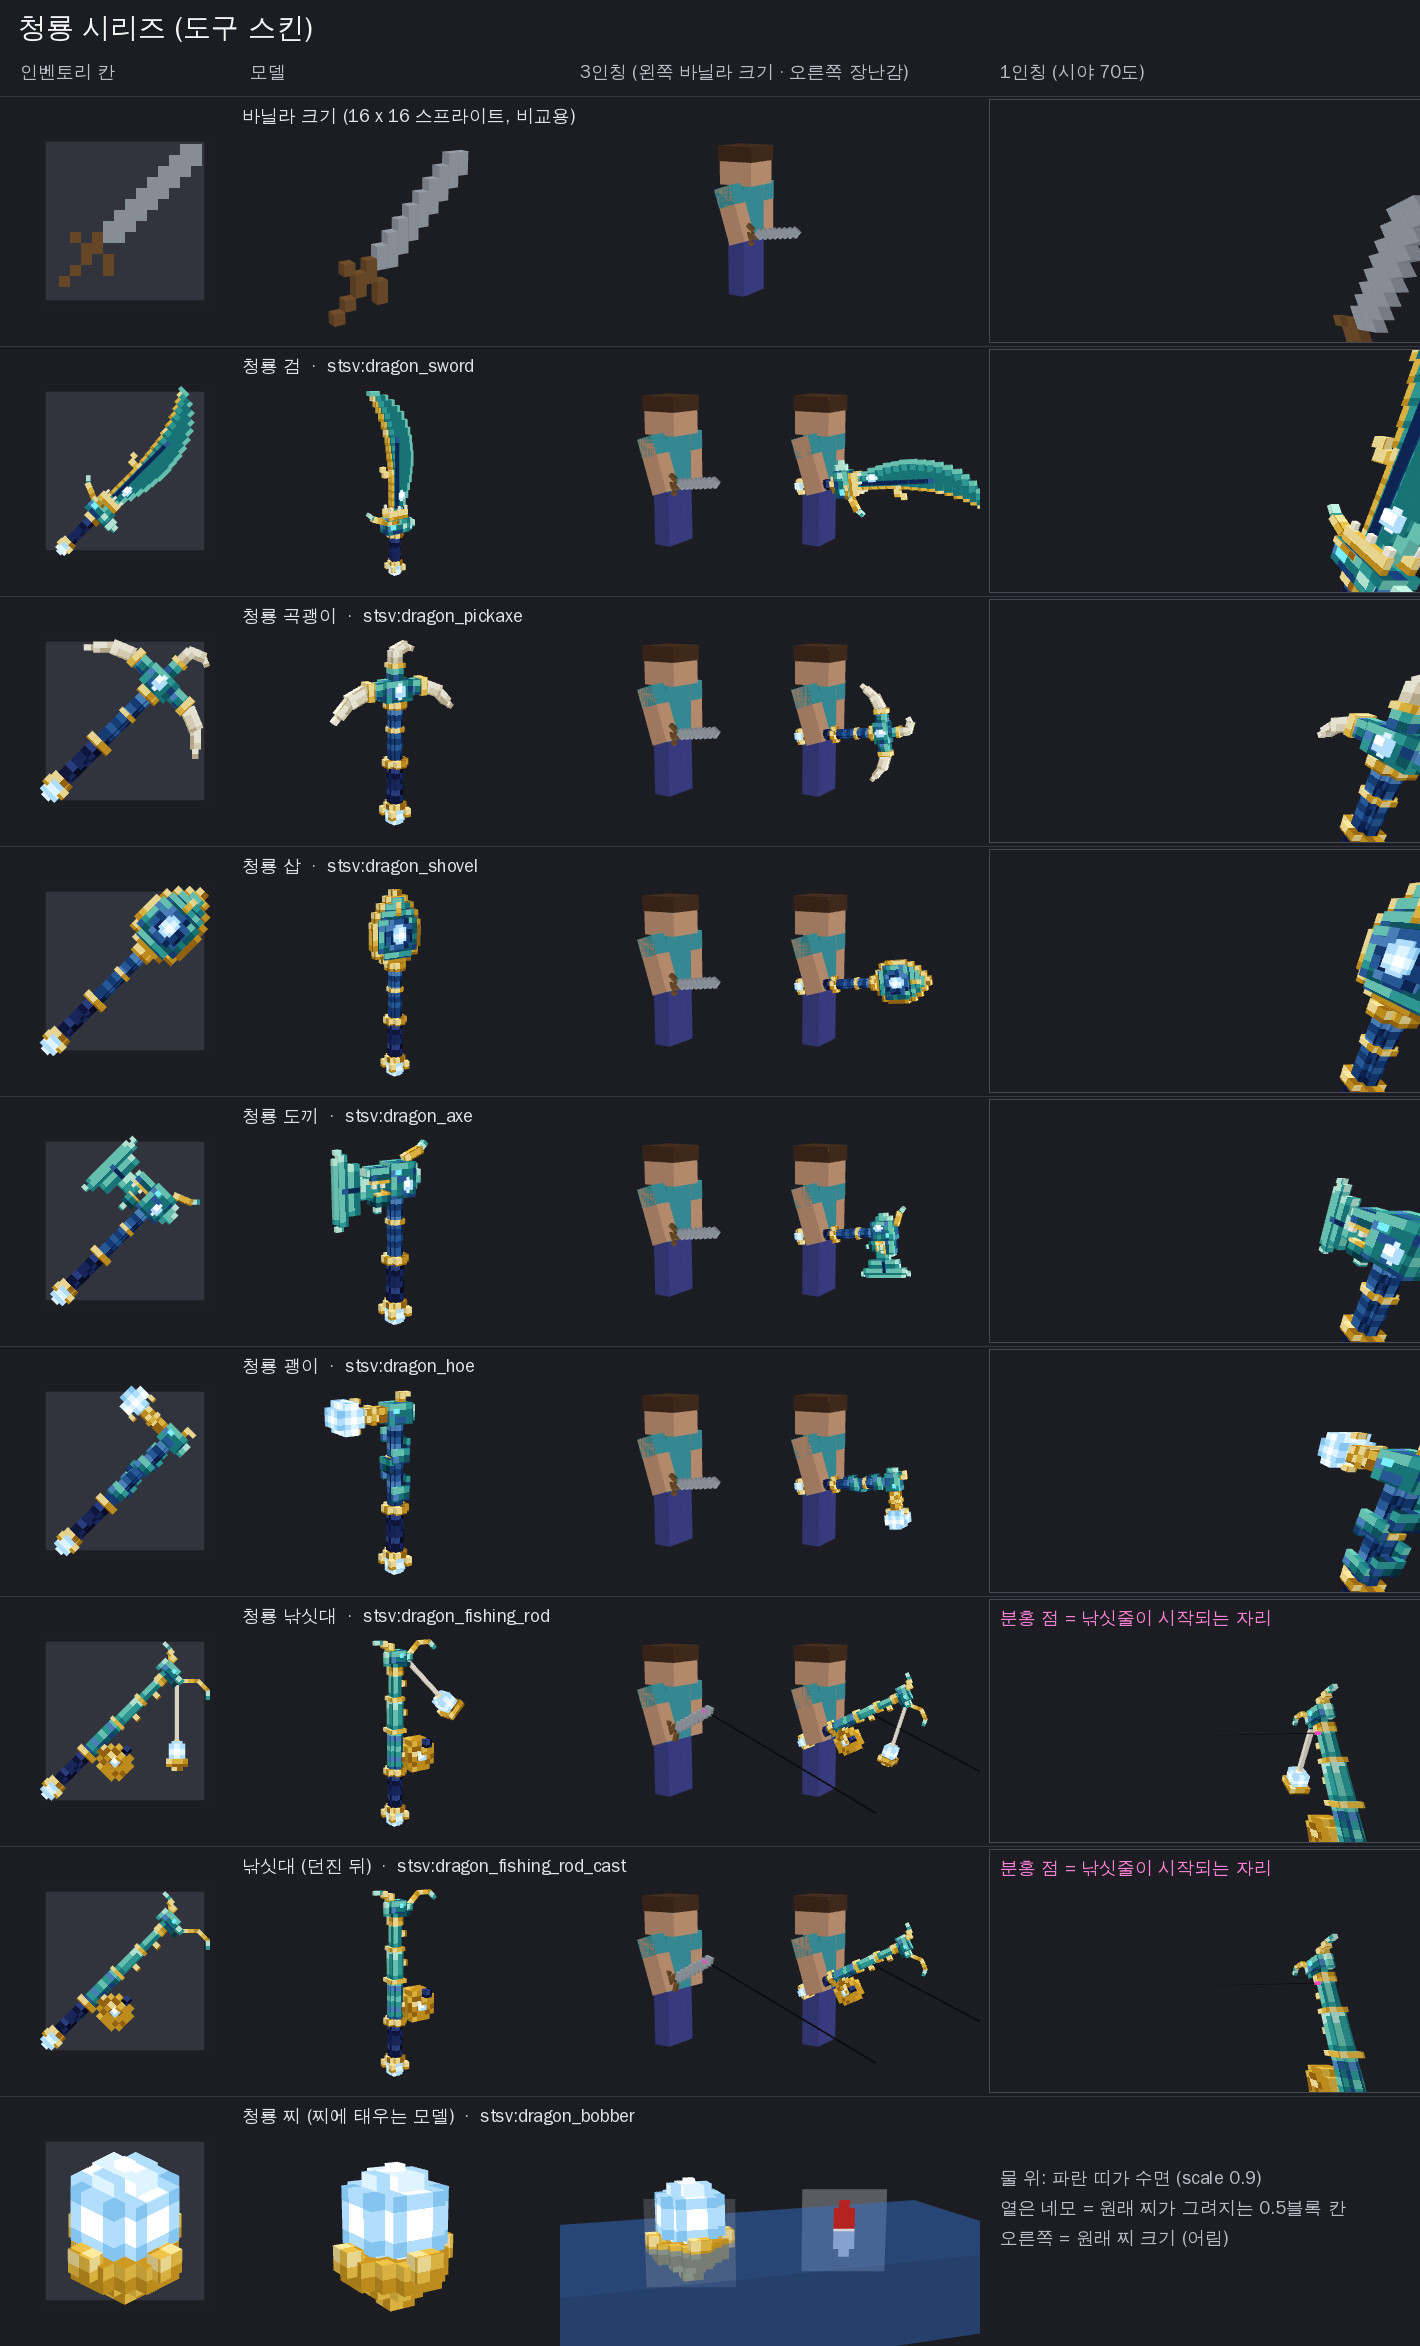 청룡 시리즈 (도구 스킨)
인벤토리 칸
모델
3인칭 (왼쪽 바닐라 크기 · 오른쪽 장난감)
1인칭 (시야 70도)
바닐라 크기 (16 x 16 스프라이트, 비교용)
청룡 검 · stsv:dragon_sword
청룡 곡괭이 · stsv:dragon_pickaxe
청룡 삽 · stsv:dragon_shovel
청룡 도끼 · stsv:dragon_axe
청룡 괭이 · stsv:dragon_hoe
청룡 낚싯대 · stsv:dragon_fishing_rod
분홍 점 = 낚싯줄이 시작되는 자리
낚싯대 (던진 뒤) · stsv:dragon_fishing_rod_cast
분홍 점 = 낚싯줄이 시작되는 자리
청룡 찌 (찌에 태우는 모델) · stsv:dragon_bobber
물 위: 파란 띠가 수면 (scale 0.9)
옅은 네모 = 원래 찌가 그려지는 0.5블록 칸
오른쪽 = 원래 찌 크기 (어림)